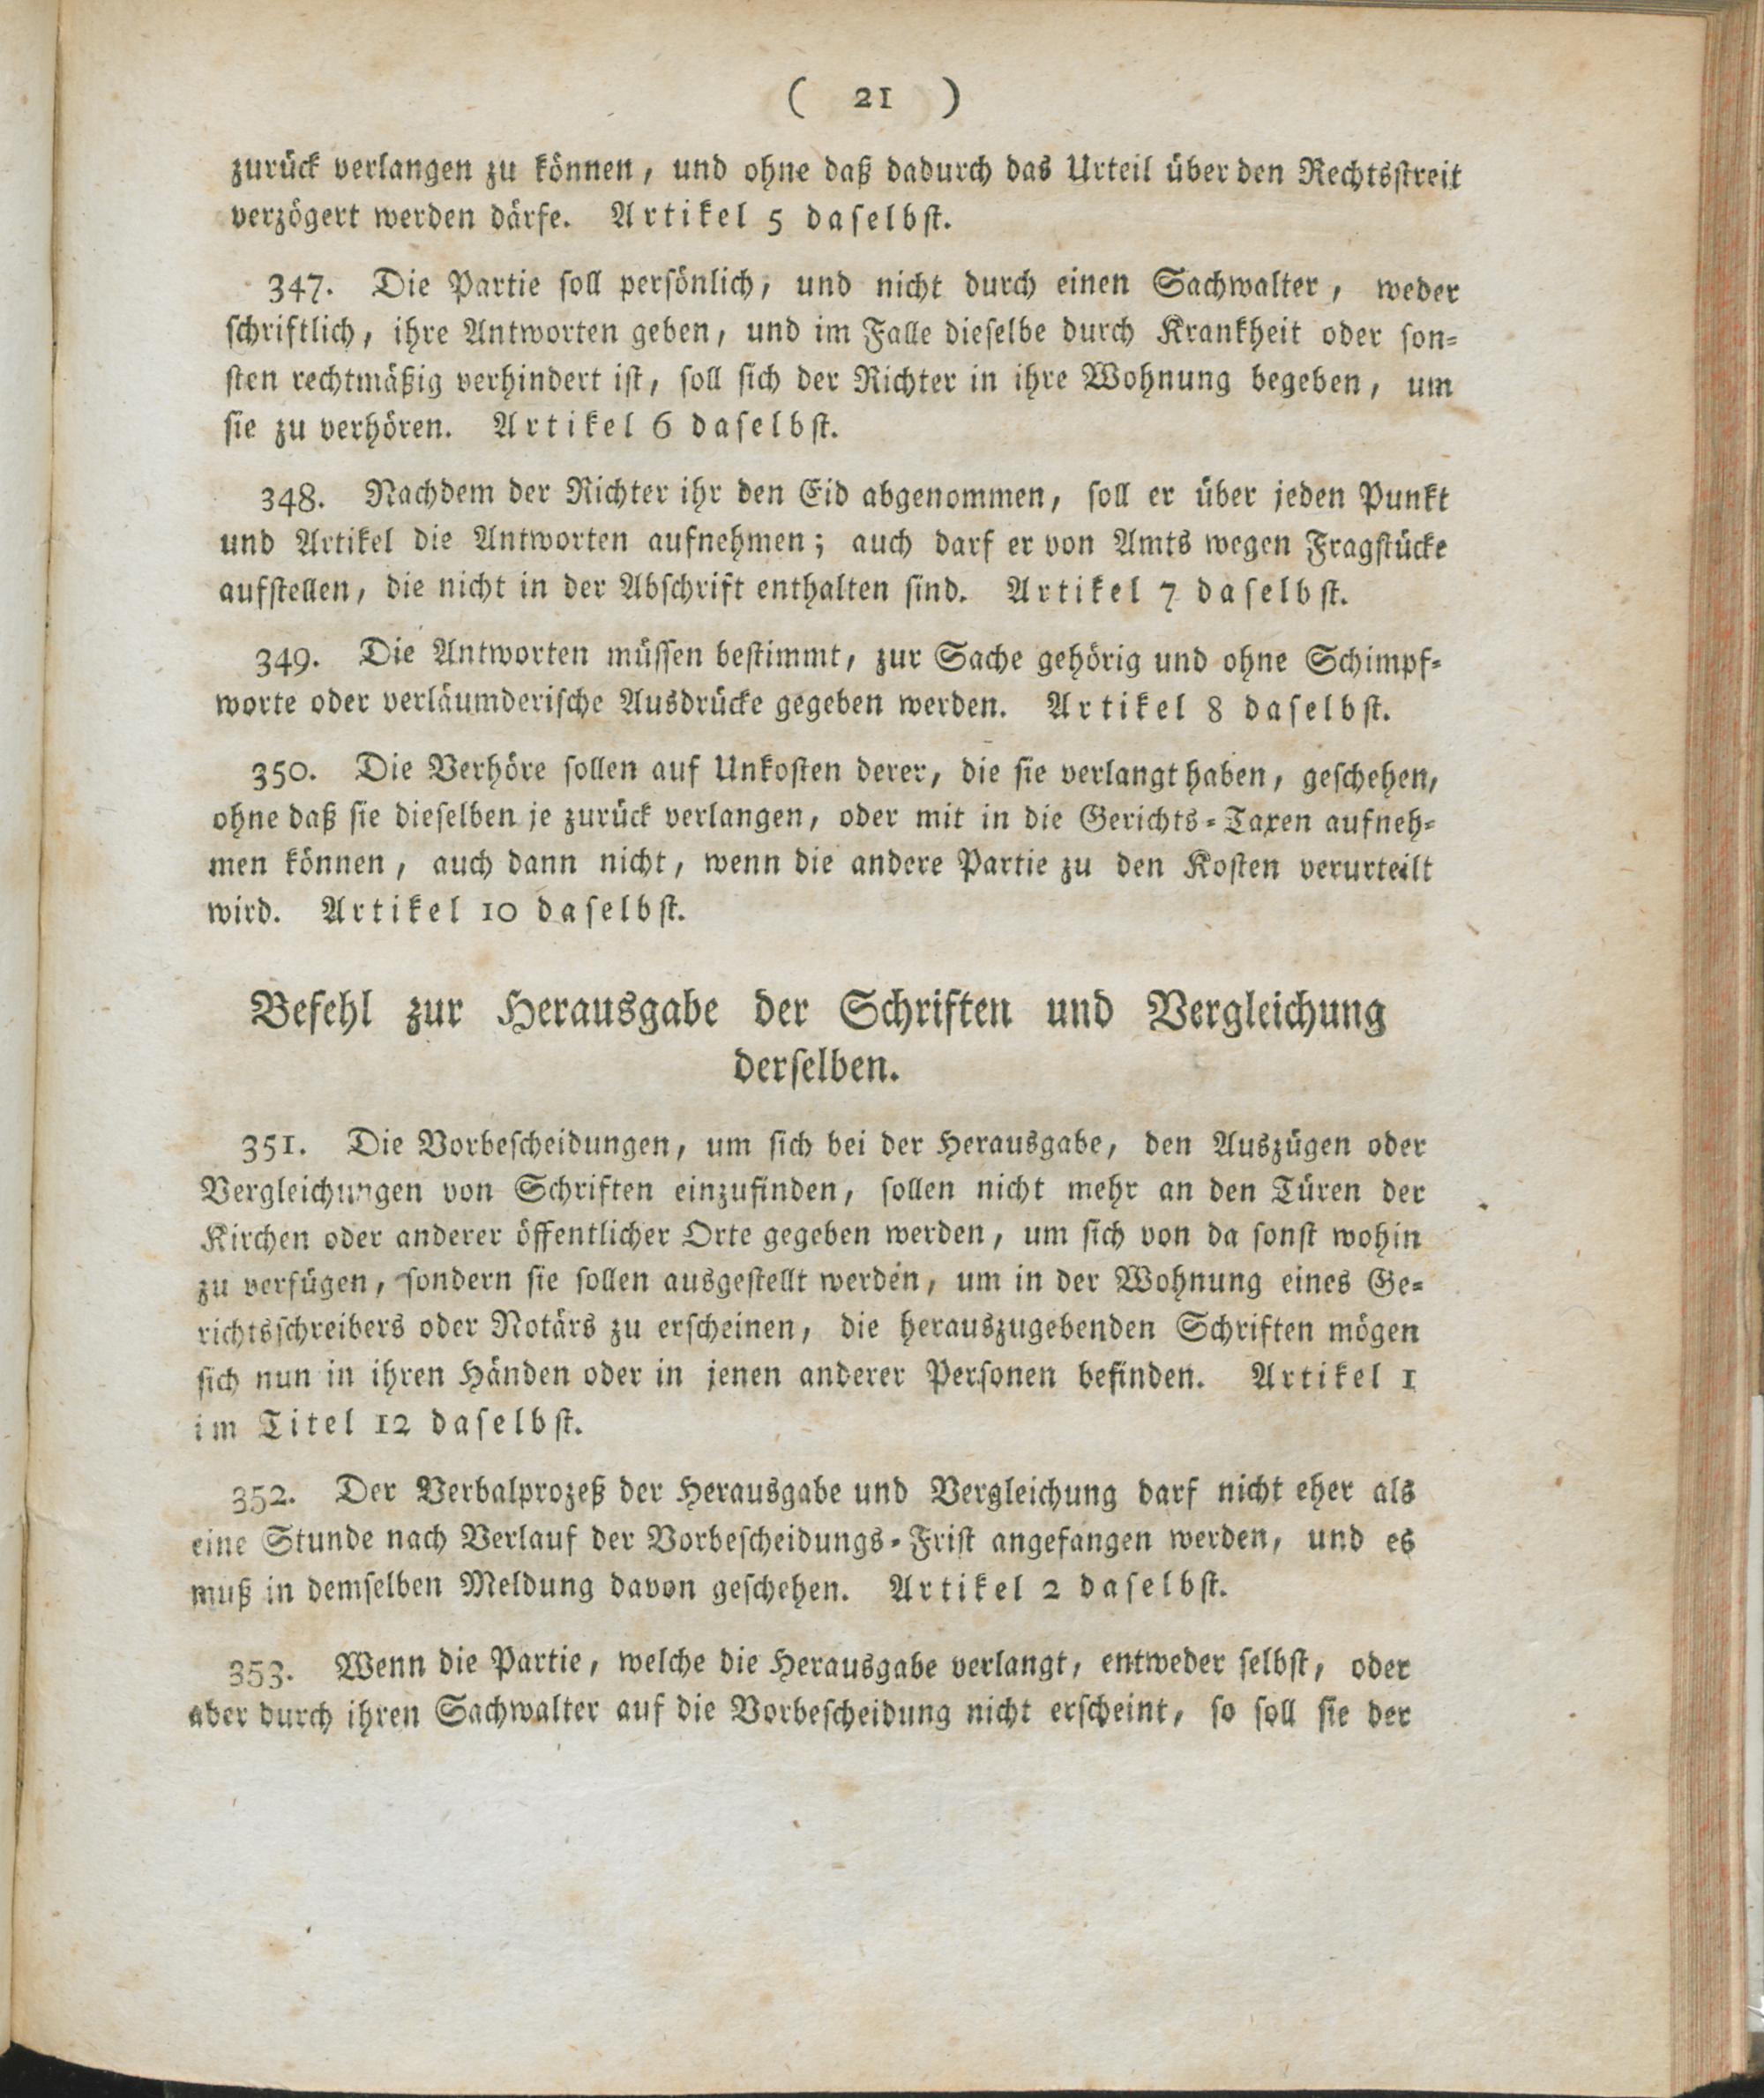 ( 21 )
zurück verlangen zu können, und ohne daß dadurch das Urteil über den Rechtsstreit
verzögert werden därfe. Artikel 5 daselbst.
347. Die Partie soll persönlich, und nicht durch einen Sachwalter, weder
schriftlich, ihre Antworten geben, und im Falle dieselbe durch Krankheit oder son-
sten rechtmäßig verhindert ist, soll sich der Richter in ihre Wohnung begeben, um
sie zu verhören. Artikel 6 daselbst.
348. Nachdem der Richter ihr den Eid abgenommen, soll er über jeden Punkt
und Artikel die Antworten aufnehmen; auch darf er von Amts wegen Fragstücke
aufstellen, die nicht in der Abschrift enthalten sind. Artikel 7 daselbst.
349. Die Antworten müssen bestimmt, zur Sache gehörig und ohne Schimpf-
worte oder verläumderische Ausdrücke gegeben werden. Artikel 8 daselbst.
350. Die Verhöre sollen auf Unkosten derer, die sie verlangt haben, geschehen,
ohne daß sie dieselben je zurück verlangen, oder mit in die Gerichts-Taxen aufneh-
men können, auch dann nicht, wenn die andere Partie zu den Kosten verurteilt
wird. Artikel 10 daselbst.
Befehl zur Herausgabe der Schriften und Vergleichung
derselben.
351. Die Vorbescheidungen, um sich bei der Herausgabe, den Auszügen oder
Vergleichungen von Schriften einzufinden, sollen nicht mehr an den Türen der
Kirchen oder anderer öffentlicher Orte gegeben werden, um sich von da sonst wohin
zu verfügen, sondern sie sollen ausgestellt werden, um in der Wohnung eines Ge-
richtsschreibers oder Notärs zu erscheinen, die herauszugebenden Schriften mögen
sich nun in ihren Händen oder in jenen anderer Personen befinden. Artikel 1
im Titel 12 daselbst.
352. Der Verbalprozeß der Herausgabe und Vergleichung darf nicht eher als
eine Stunde nach Verlauf der Vorbescheidungs-Frist angefangen werden, und es
muß in demselben Meldung davon geschehen. Artikel 2 daselbst.
353. Wenn die Partie, welche die Herausgabe verlangt, entweder selbst, oder
aber durch ihren Sachwalter auf die Vorbescheidung nicht erscheint, so soll sie der